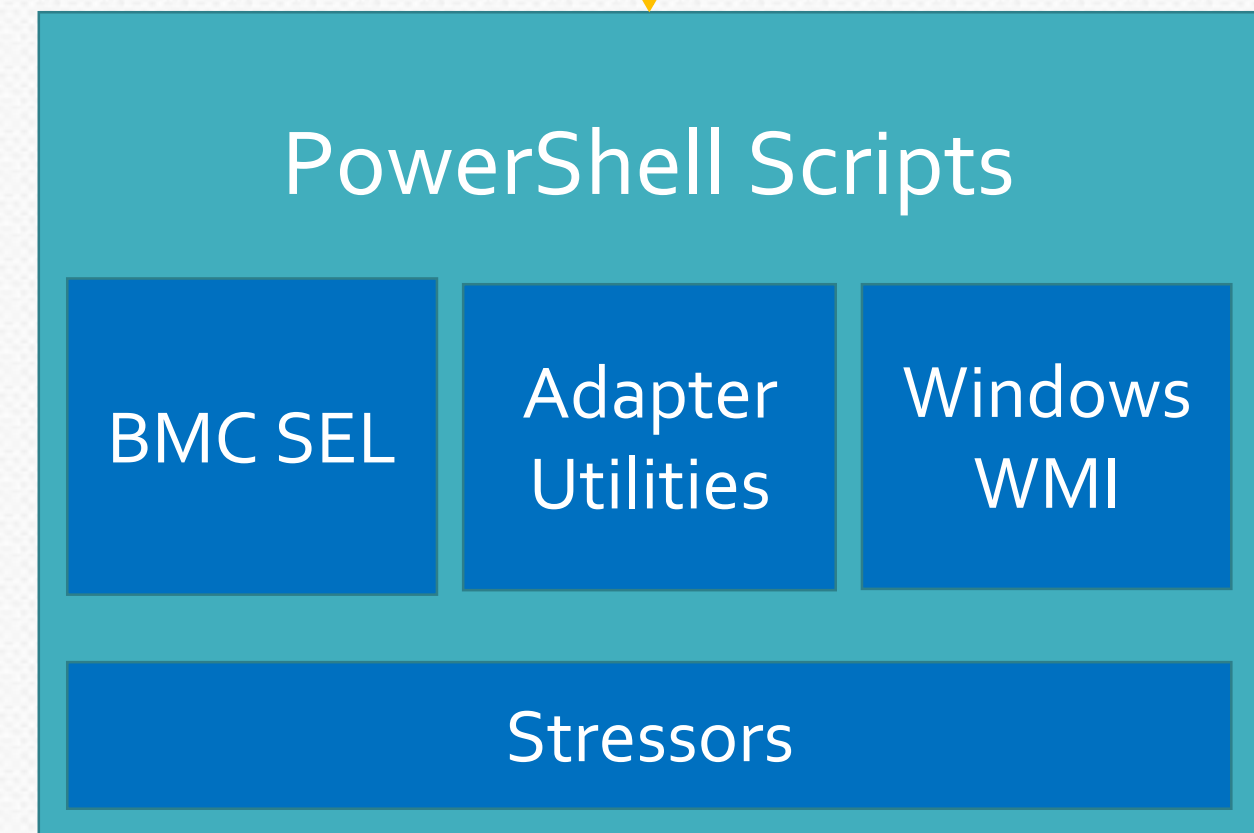 PowerShell Scripts
BMC SEL
Adapter
Utilities
Windows
WMI
Stressors